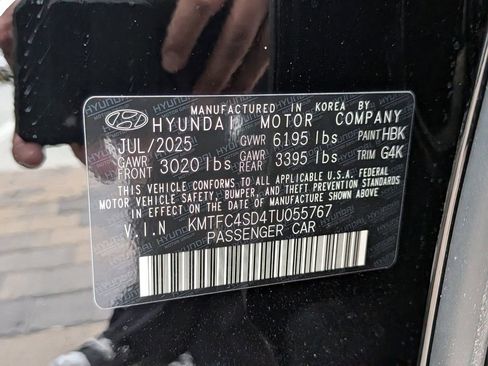 MANUFACTURED IN KOREA BY
HYUNDAI MOTOR COMPANY
JUL/2025 GVWR 6195 lbs PAINT HBK
GAWR FRONT 3020 lbs GAWR REAR 3395 lbs TRIM G4K
THIS VEHICLE CONFORMS TO ALL APPLICABLE U.S.A. FEDERAL
MOTOR VEHICLE SAFETY, BUMPER, AND THEFT PREVENTION STANDARDS
IN EFFECT ON THE DATE OF MANUFACTURE SHOWN ABOVE.
V.I.N KMTFC4SD4TU055767
PASSENGER CAR